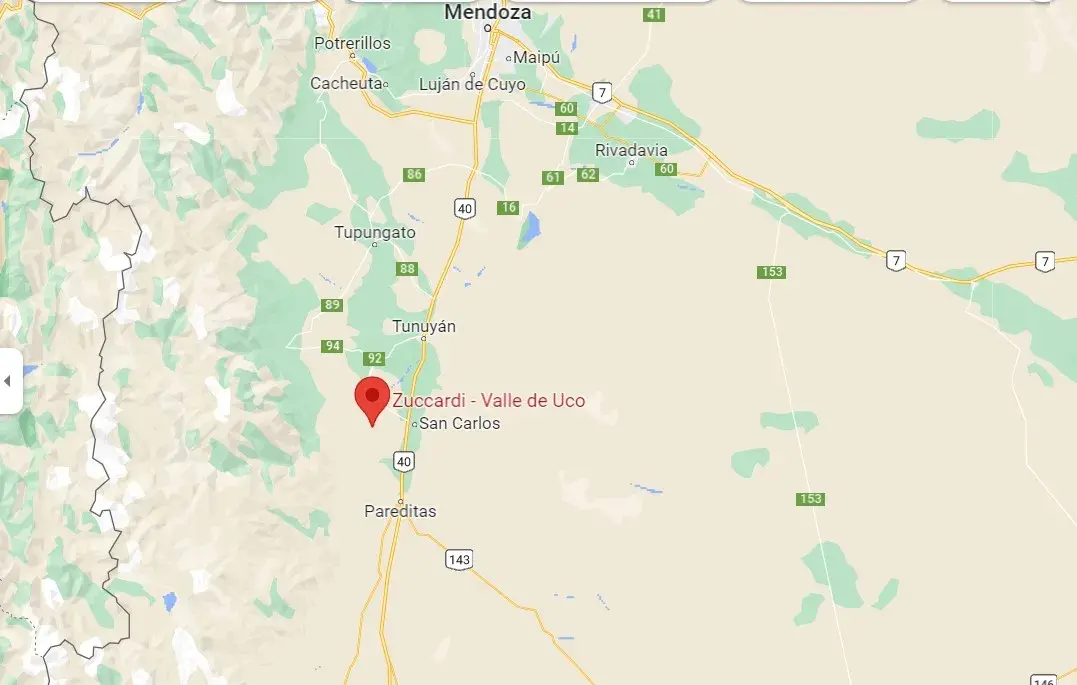 Mendoza
41
Potrerillos
Maipú
Cacheuta
Luján de Cuyo
7
60
14
Rivadavia
60
86
61
62
40
16
Tupungato
7
7
88
153
89
Tunuyán
94
92
Zuccardi - Valle de Uco
San Carlos
40
153
Pareditas
143
146